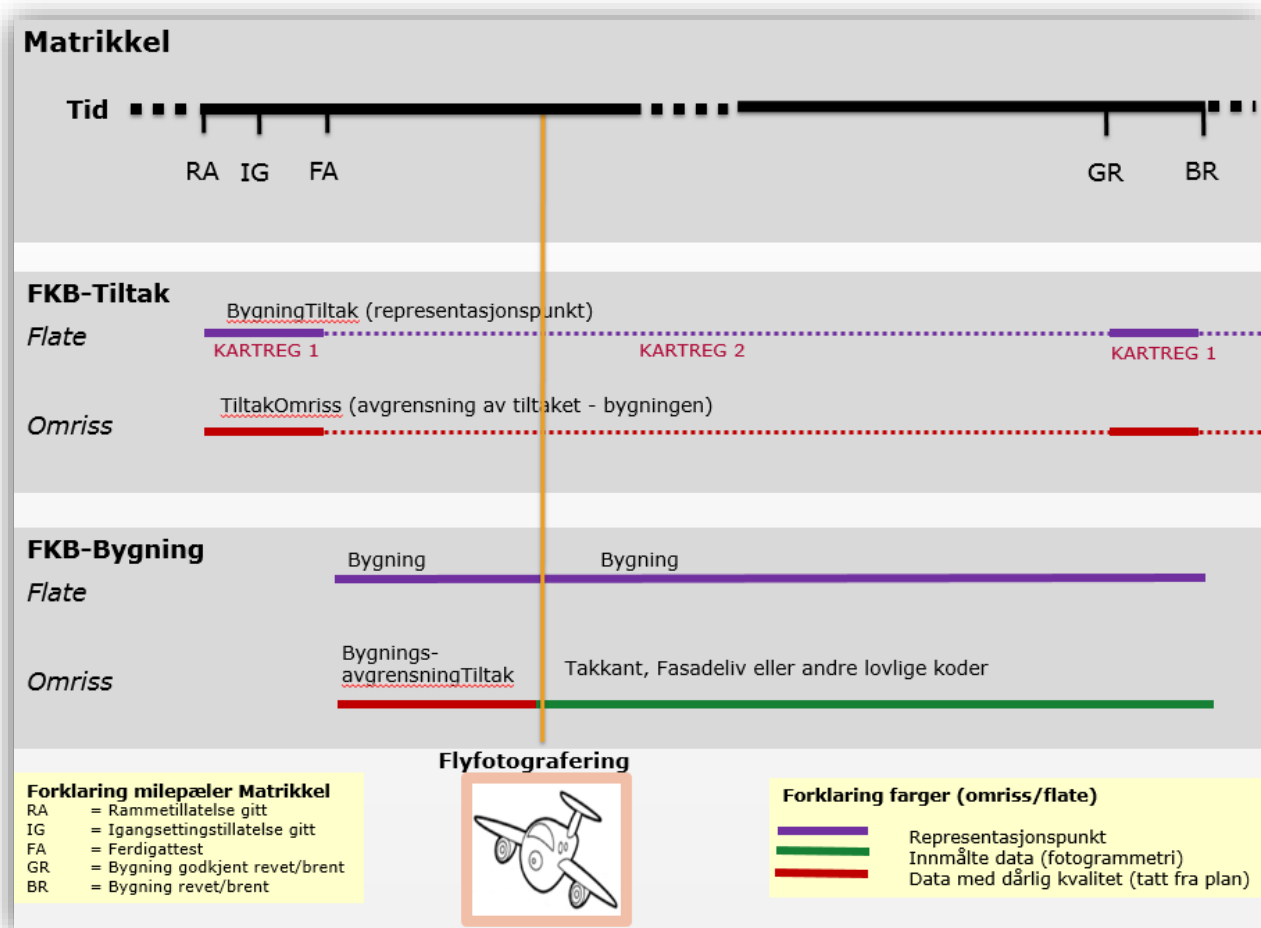 Matrikkel
Tid
RA IG FA GR BR
FKB-Tiltak
BygningTiltak (representasjonspunkt)
Flate
KARTREG 1 KARTREG 2 KARTREG 1
TiltakOmriss (avgrensning av tiltaket - bygningen)
Omriss
FKB-Bygning
Bygning Bygning
Flate
Bygnings-
avgrensningTiltak
Takkant, Fasadeliv eller andre lovlige koder
Omriss
Flyfotografering
Forklaring milepæler Matrikkel
RA = Rammetillatelse gitt
IG = Igangsettingstillatelse gitt
FA = Ferdigattest
GR = Bygning godkjent revet/brent
BR = Bygning revet/brent
Forklaring farger (omriss/flate)
Representasjonspunkt
Innmålte data (fotogrammetri)
Data med dårlig kvalitet (tatt fra plan)